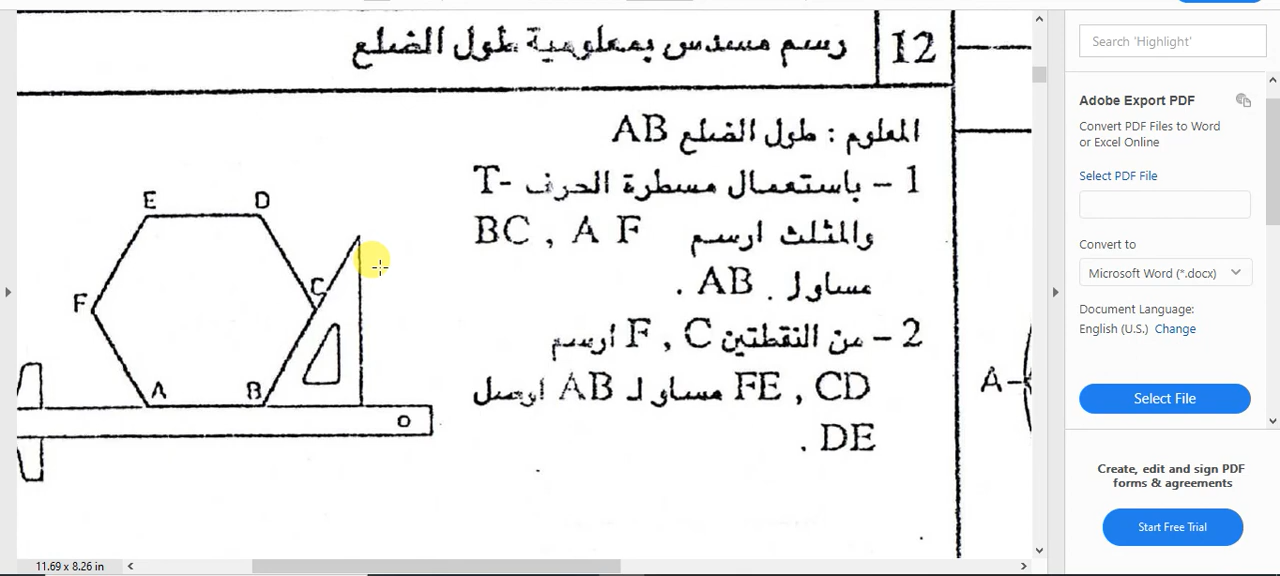 12 رسم مسدس بمعلومية طول الضلع
المعلوم : طول الضلع AB
1 – باستعمال مسطرة الحرف -T
والمثلث ارسم BC , A F
مساو لـ AB .
2 – من النقطتين F , C ارسم
FE , CD مساو لـ AB اوصل
DE .
E D
C
F
A B
O
A
11.69 x 8.26 in
Search 'Highlight'
Adobe Export PDF
Convert PDF Files to Word
or Excel Online
Select PDF File
Convert to
Microsoft Word (*.docx)
Document Language:
English (U.S.) Change
Select File
Create, edit and sign PDF
forms & agreements
Start Free Trial